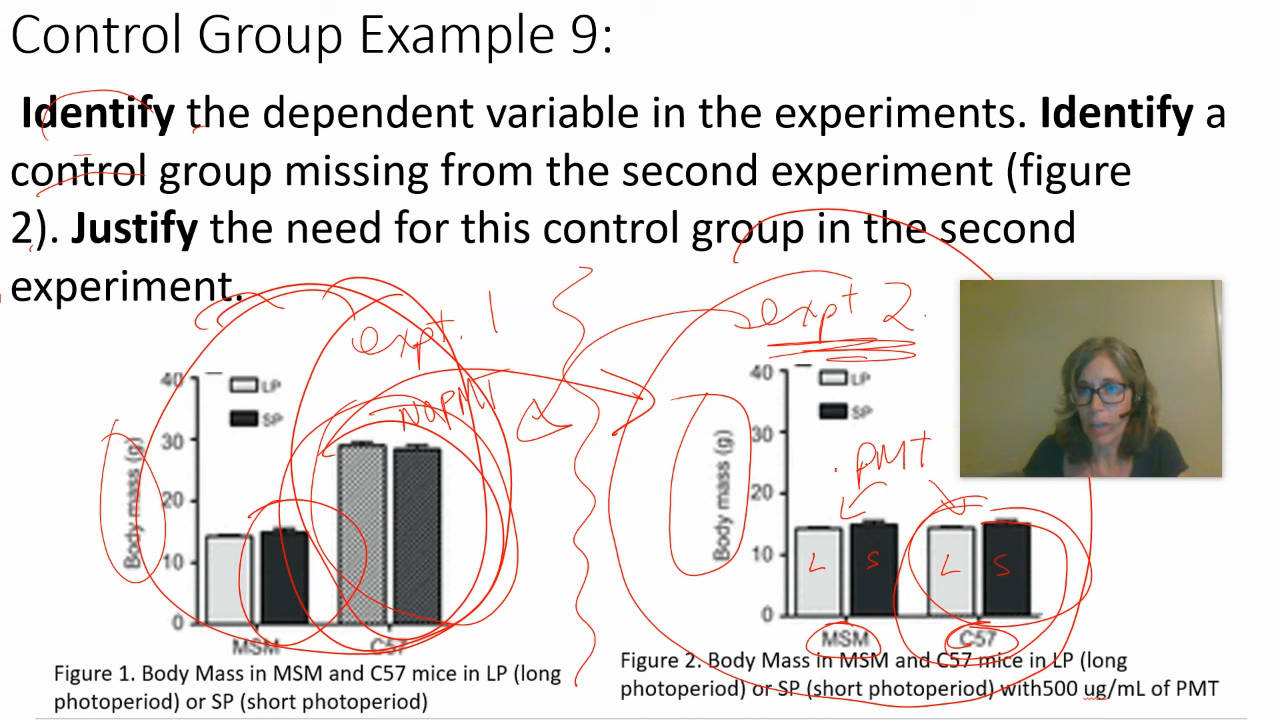 Control Group Example 9:
Identify the dependent variable in the experiments. Identify a
control group missing from the second experiment (figure
2). Justify the need for this control group in the second
experiment.
expt. 1
expt 2.
40
LP
SP
30
20
10
0
Body mass (g)
MSM
C57
Figure 1. Body Mass in MSM and C57 mice in LP (long
photoperiod) or SP (short photoperiod)
40
LP
SP
30
20
10
0
Body mass (g)
PMT
L
S
L
S
MSM
C57
Figure 2. Body Mass in MSM and C57 mice in LP (long
photoperiod) or SP (short photoperiod) with500 ug/mL of PMT